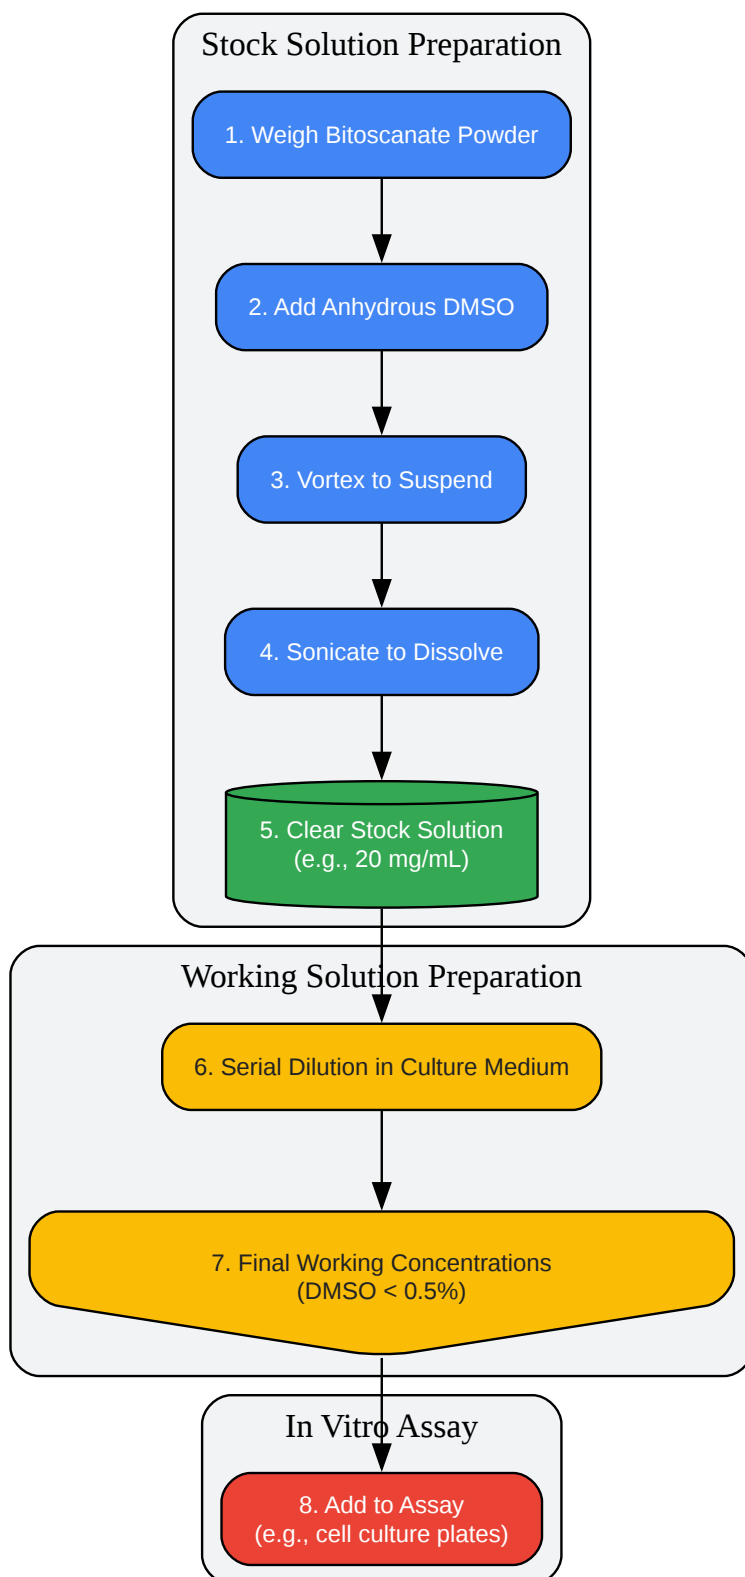 Stock Solution Preparation
1. Weigh Bitoscanate Powder
2. Add Anhydrous DMSO
3. Vortex to Suspend
4. Sonicate to Dissolve
5. Clear Stock Solution
(e.g., 20 mg/mL)
Working Solution Preparation
6. Serial Dilution in Culture Medium
7. Final Working Concentrations
(DMSO < 0.5%)
In Vitro Assay
8. Add to Assay
(e.g., cell culture plates)